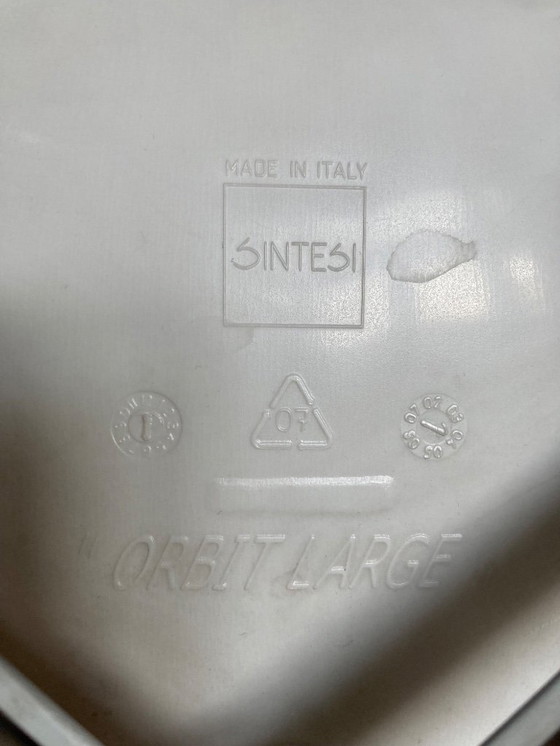 MADE IN ITALY
SINTESI
07
ORBIT LARGE